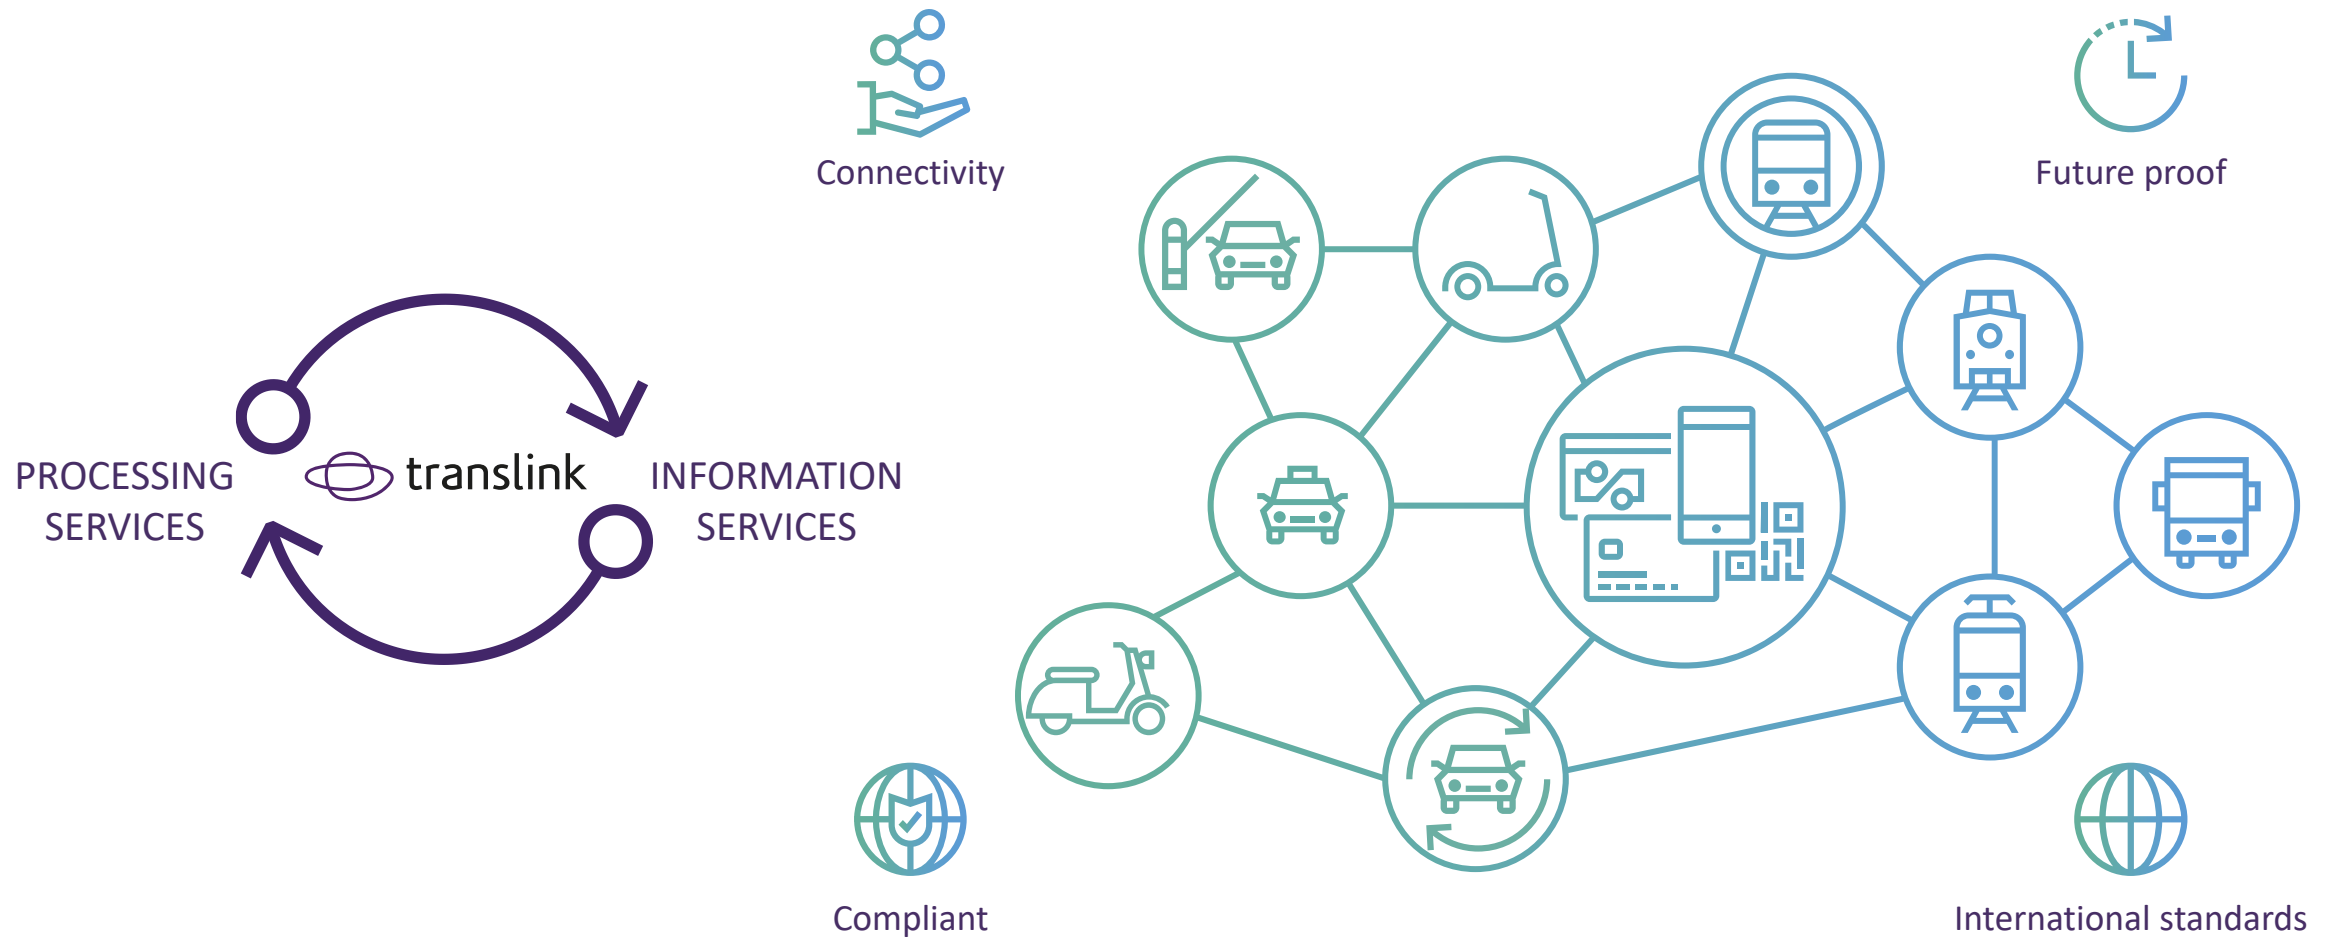 Connectivity
Future proof
PROCESSING
SERVICES
translink
INFORMATION
SERVICES
Compliant
International standards